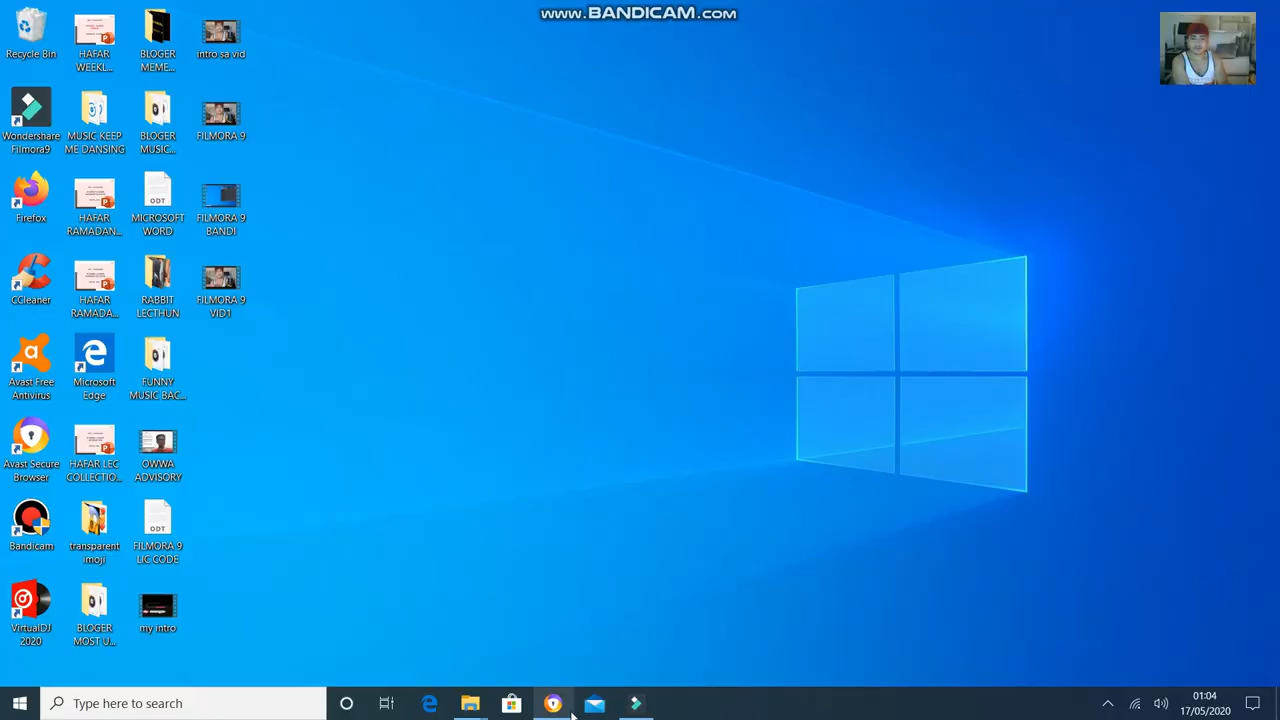 www.BANDICAM.com
Recycle Bin
HAFAR
WEEKL...
BLOGER
MEME...
intro sa vid
Wondershare
Filmora9
MUSIC KEEP
ME DANSING
BLOGER
MUSIC...
FILMORA 9
Firefox
HAFAR
RAMADAN...
ODT
MICROSOFT
WORD
FILMORA 9
BANDI
CCleaner
HAFAR
RAMADA...
RABBIT
LECTHUN
FILMORA 9
VID1
Avast Free
Antivirus
Microsoft
Edge
FUNNY
MUSIC BAC...
Avast Secure
Browser
HAFAR LEC
COLLECTIO...
OWWA
ADVISORY
Bandicam
transparent
imoji
ODT
FILMORA 9
LIC CODE
VirtualDJ
2020
BLOGER
MOST U...
my intro
Type here to search
01:04
17/05/2020